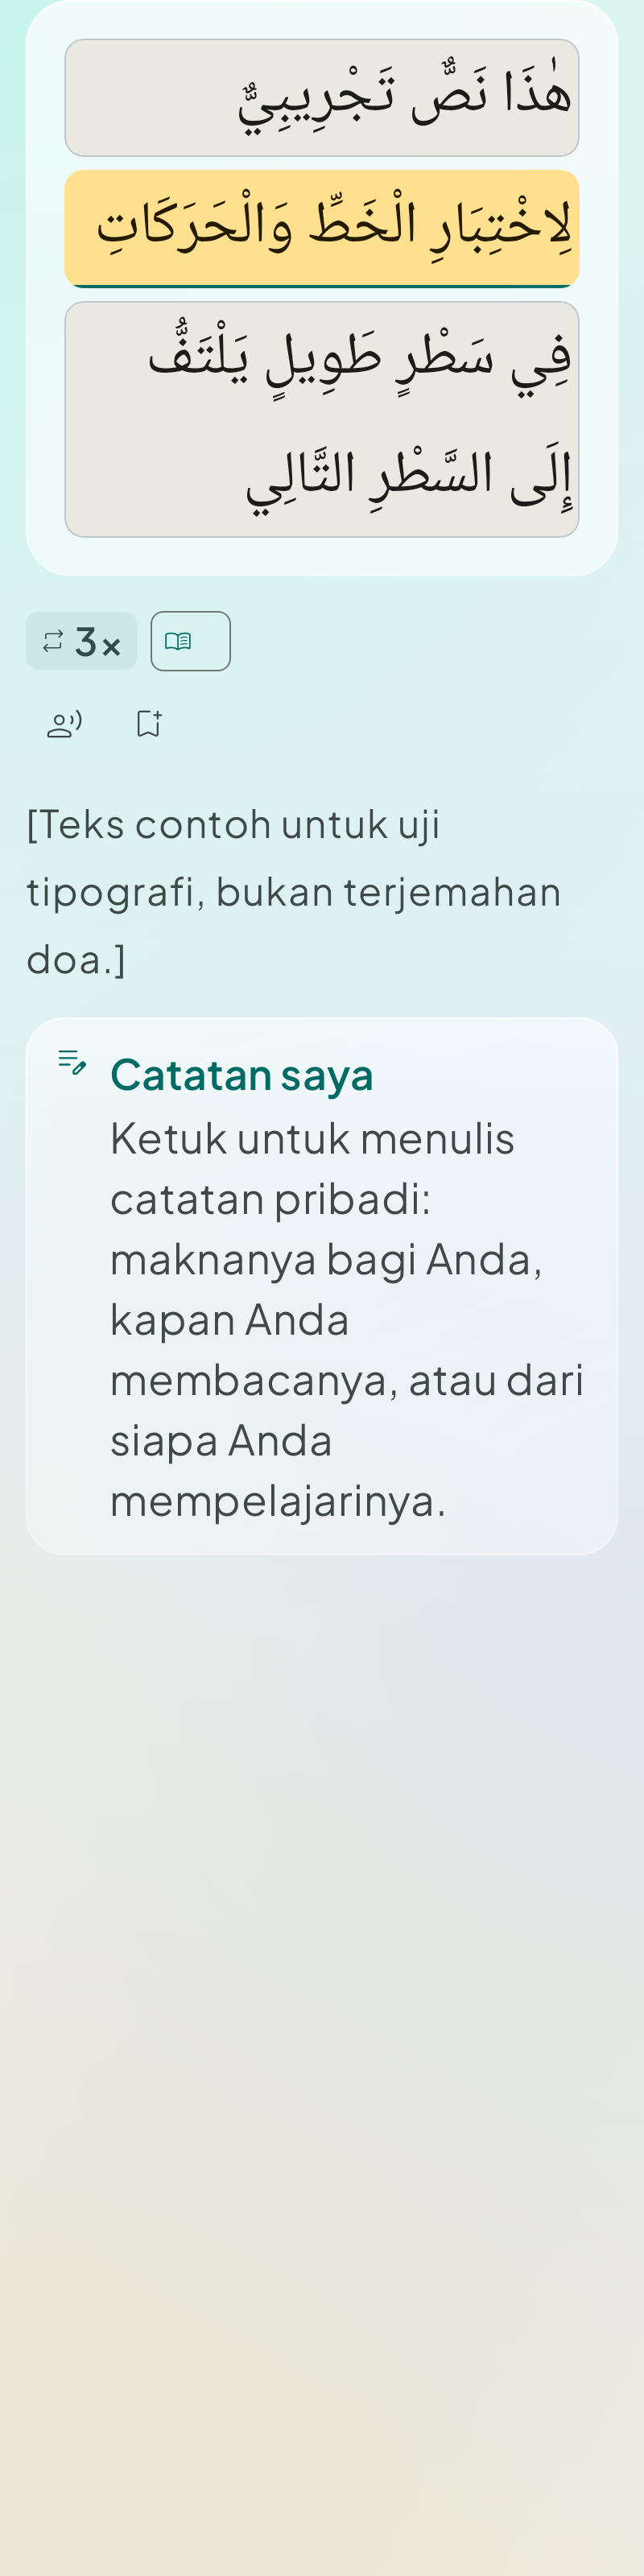 هٰذَا نَصٌّ تَجْرِيبِيٌّ
لِاخْتِبَارِ الْخَطِّ وَالْحَرَكَاتِ
فِي سَطْرٍ طَوِيلٍ يَلْتَفُّ
إِلَى السَّطْرِ التَّالِي
3×
[Teks contoh untuk uji
tipografi, bukan terjemahan
doa.]
Catatan saya
Ketuk untuk menulis
catatan pribadi:
maknanya bagi Anda,
kapan Anda
membacanya, atau dari
siapa Anda
mempelajarinya.